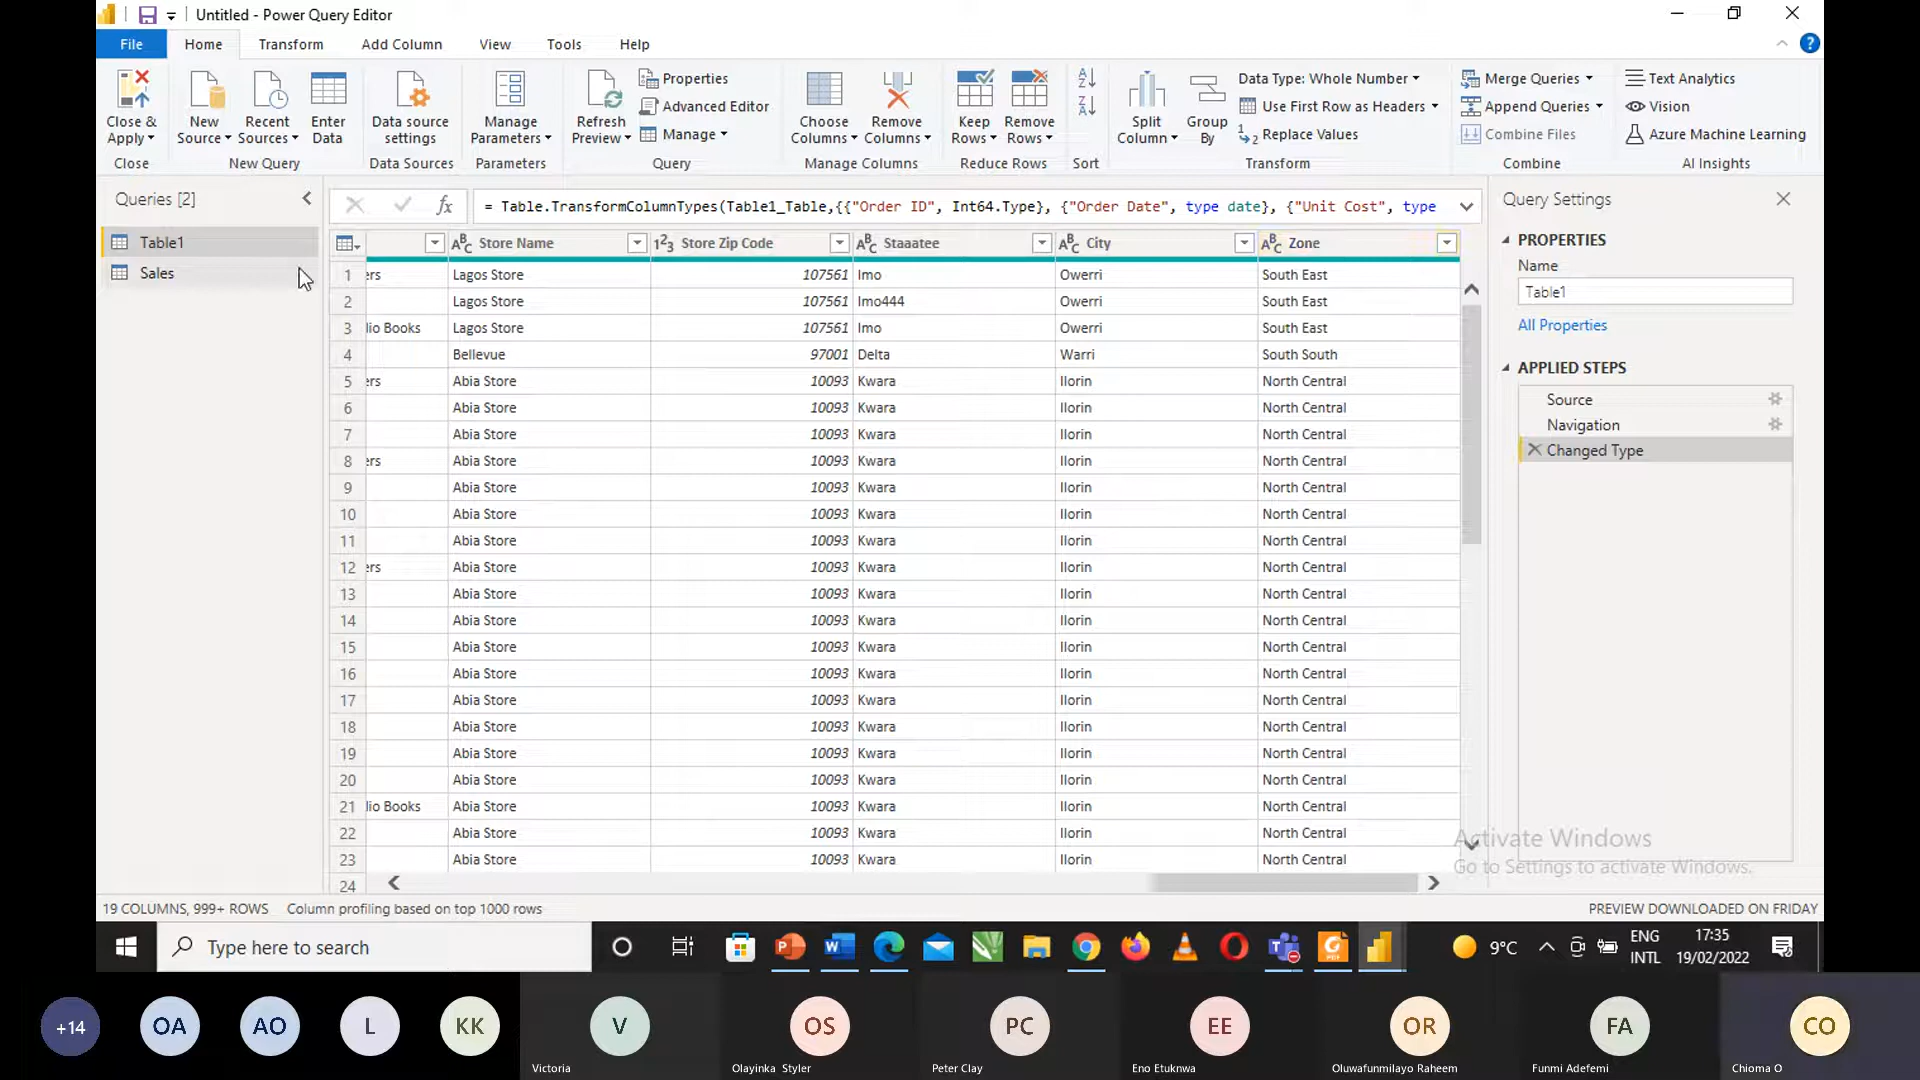 Untitled - Power Query Editor
File Home Transform Add Column View Tools Help
Close & Apply
Close
New Source
Recent Sources
Enter Data
New Query
Data source settings
Data Sources
Manage Parameters
Parameters
Refresh Preview
Properties
Advanced Editor
Manage
Query
Choose Columns
Remove Columns
Manage Columns
Keep Rows
Remove Rows
Reduce Rows
Sort
Split Column
Group By
Data Type: Whole Number
Use First Row as Headers
Replace Values
Transform
Merge Queries
Append Queries
Combine Files
Combine
Text Analytics
Vision
Azure Machine Learning
AI Insights
Queries [2]
Table1
Sales
= Table.TransformColumnTypes(Table1_Table,{{"Order ID", Int64.Type}, {"Order Date", type date}, {"Unit Cost", type
Store Name Store Zip Code Staaatee City Zone
1 ers Lagos Store 107561 Imo Owerri South East
2 Lagos Store 107561 Imo444 Owerri South East
3 lio Books Lagos Store 107561 Imo Owerri South East
4 Bellevue 97001 Delta Warri South South
5 ers Abia Store 10093 Kwara Ilorin North Central
6 Abia Store 10093 Kwara Ilorin North Central
7 Abia Store 10093 Kwara Ilorin North Central
8 ers Abia Store 10093 Kwara Ilorin North Central
9 Abia Store 10093 Kwara Ilorin North Central
10 Abia Store 10093 Kwara Ilorin North Central
11 Abia Store 10093 Kwara Ilorin North Central
12 ers Abia Store 10093 Kwara Ilorin North Central
13 Abia Store 10093 Kwara Ilorin North Central
14 Abia Store 10093 Kwara Ilorin North Central
15 Abia Store 10093 Kwara Ilorin North Central
16 Abia Store 10093 Kwara Ilorin North Central
17 Abia Store 10093 Kwara Ilorin North Central
18 Abia Store 10093 Kwara Ilorin North Central
19 Abia Store 10093 Kwara Ilorin North Central
20 Abia Store 10093 Kwara Ilorin North Central
21 lio Books Abia Store 10093 Kwara Ilorin North Central
22 Abia Store 10093 Kwara Ilorin North Central
23 Abia Store 10093 Kwara Ilorin North Central
24
Query Settings
PROPERTIES
Name
Table1
All Properties
APPLIED STEPS
Source
Navigation
Changed Type
Activate Windows
Go to Settings to activate Windows.
19 COLUMNS, 999+ ROWS Column profiling based on top 1000 rows PREVIEW DOWNLOADED ON FRIDAY
Type here to search
9°C
ENG
INTL
17:35
19/02/2022
+14 OA AO L KK V OS PC EE OR FA CO
Victoria Olayinka Styler Peter Clay Eno Etuknwa Oluwafunmilayo Raheem Funmi Adefemi Chioma O